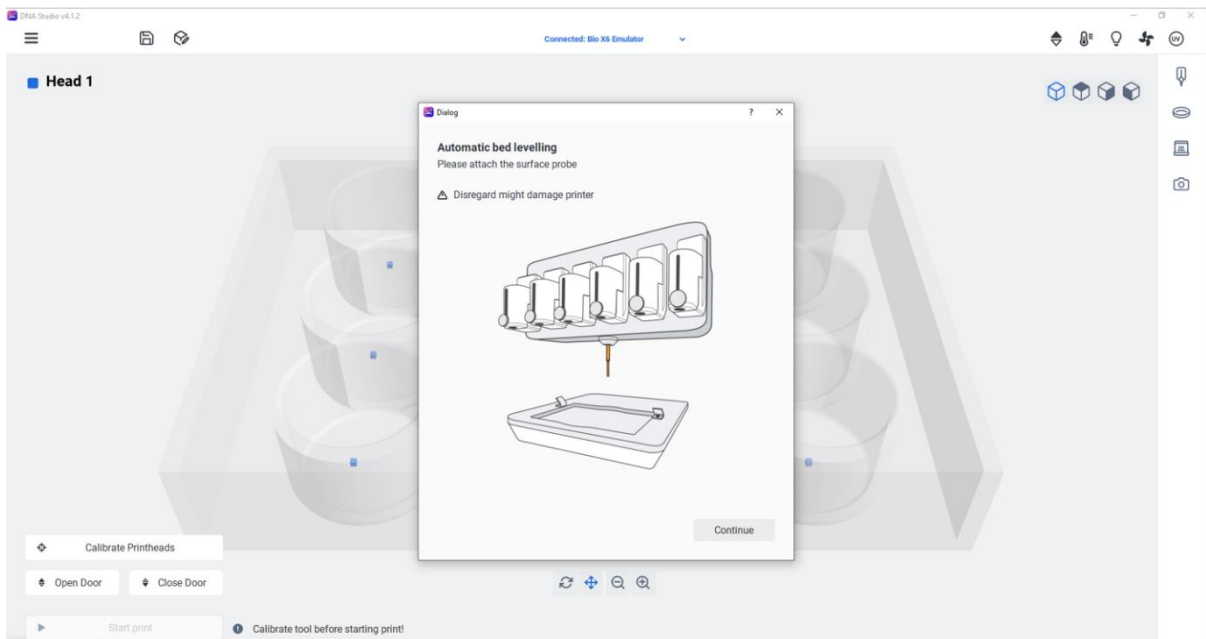 DNA Studio v4.1.2
Connected: Bio X6 Emulator
UV
Head 1
Dialog
Automatic bed levelling
Please attach the surface probe
Disregard might damage printer
Continue
Calibrate Printheads
Open Door
Close Door
Start print
Calibrate tool before starting print!